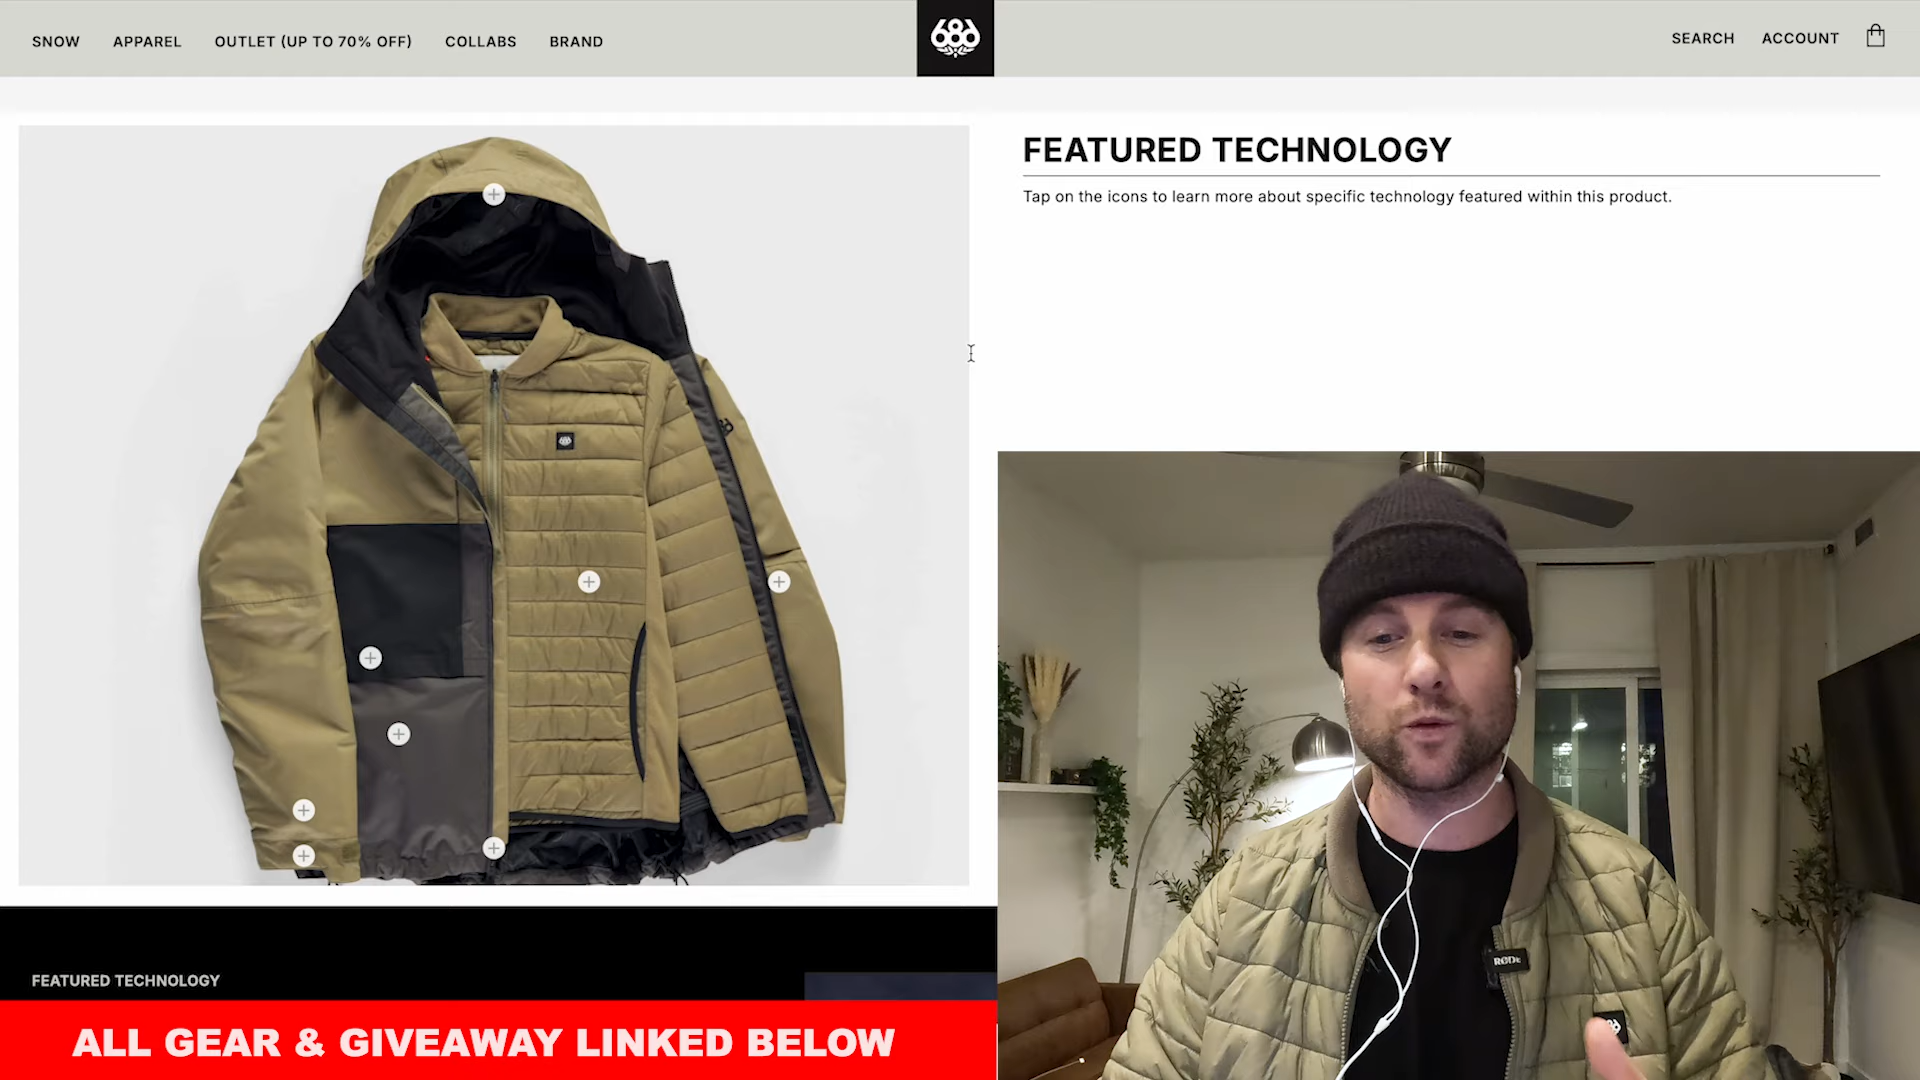 SNOW
APPAREL
OUTLET (UP TO 70% OFF)
COLLABS
BRAND
686
SEARCH
ACCOUNT
FEATURED TECHNOLOGY
Tap on the icons to learn more about specific technology featured within this product.
FEATURED TECHNOLOGY
ALL GEAR & GIVEAWAY LINKED BELOW
RØDE